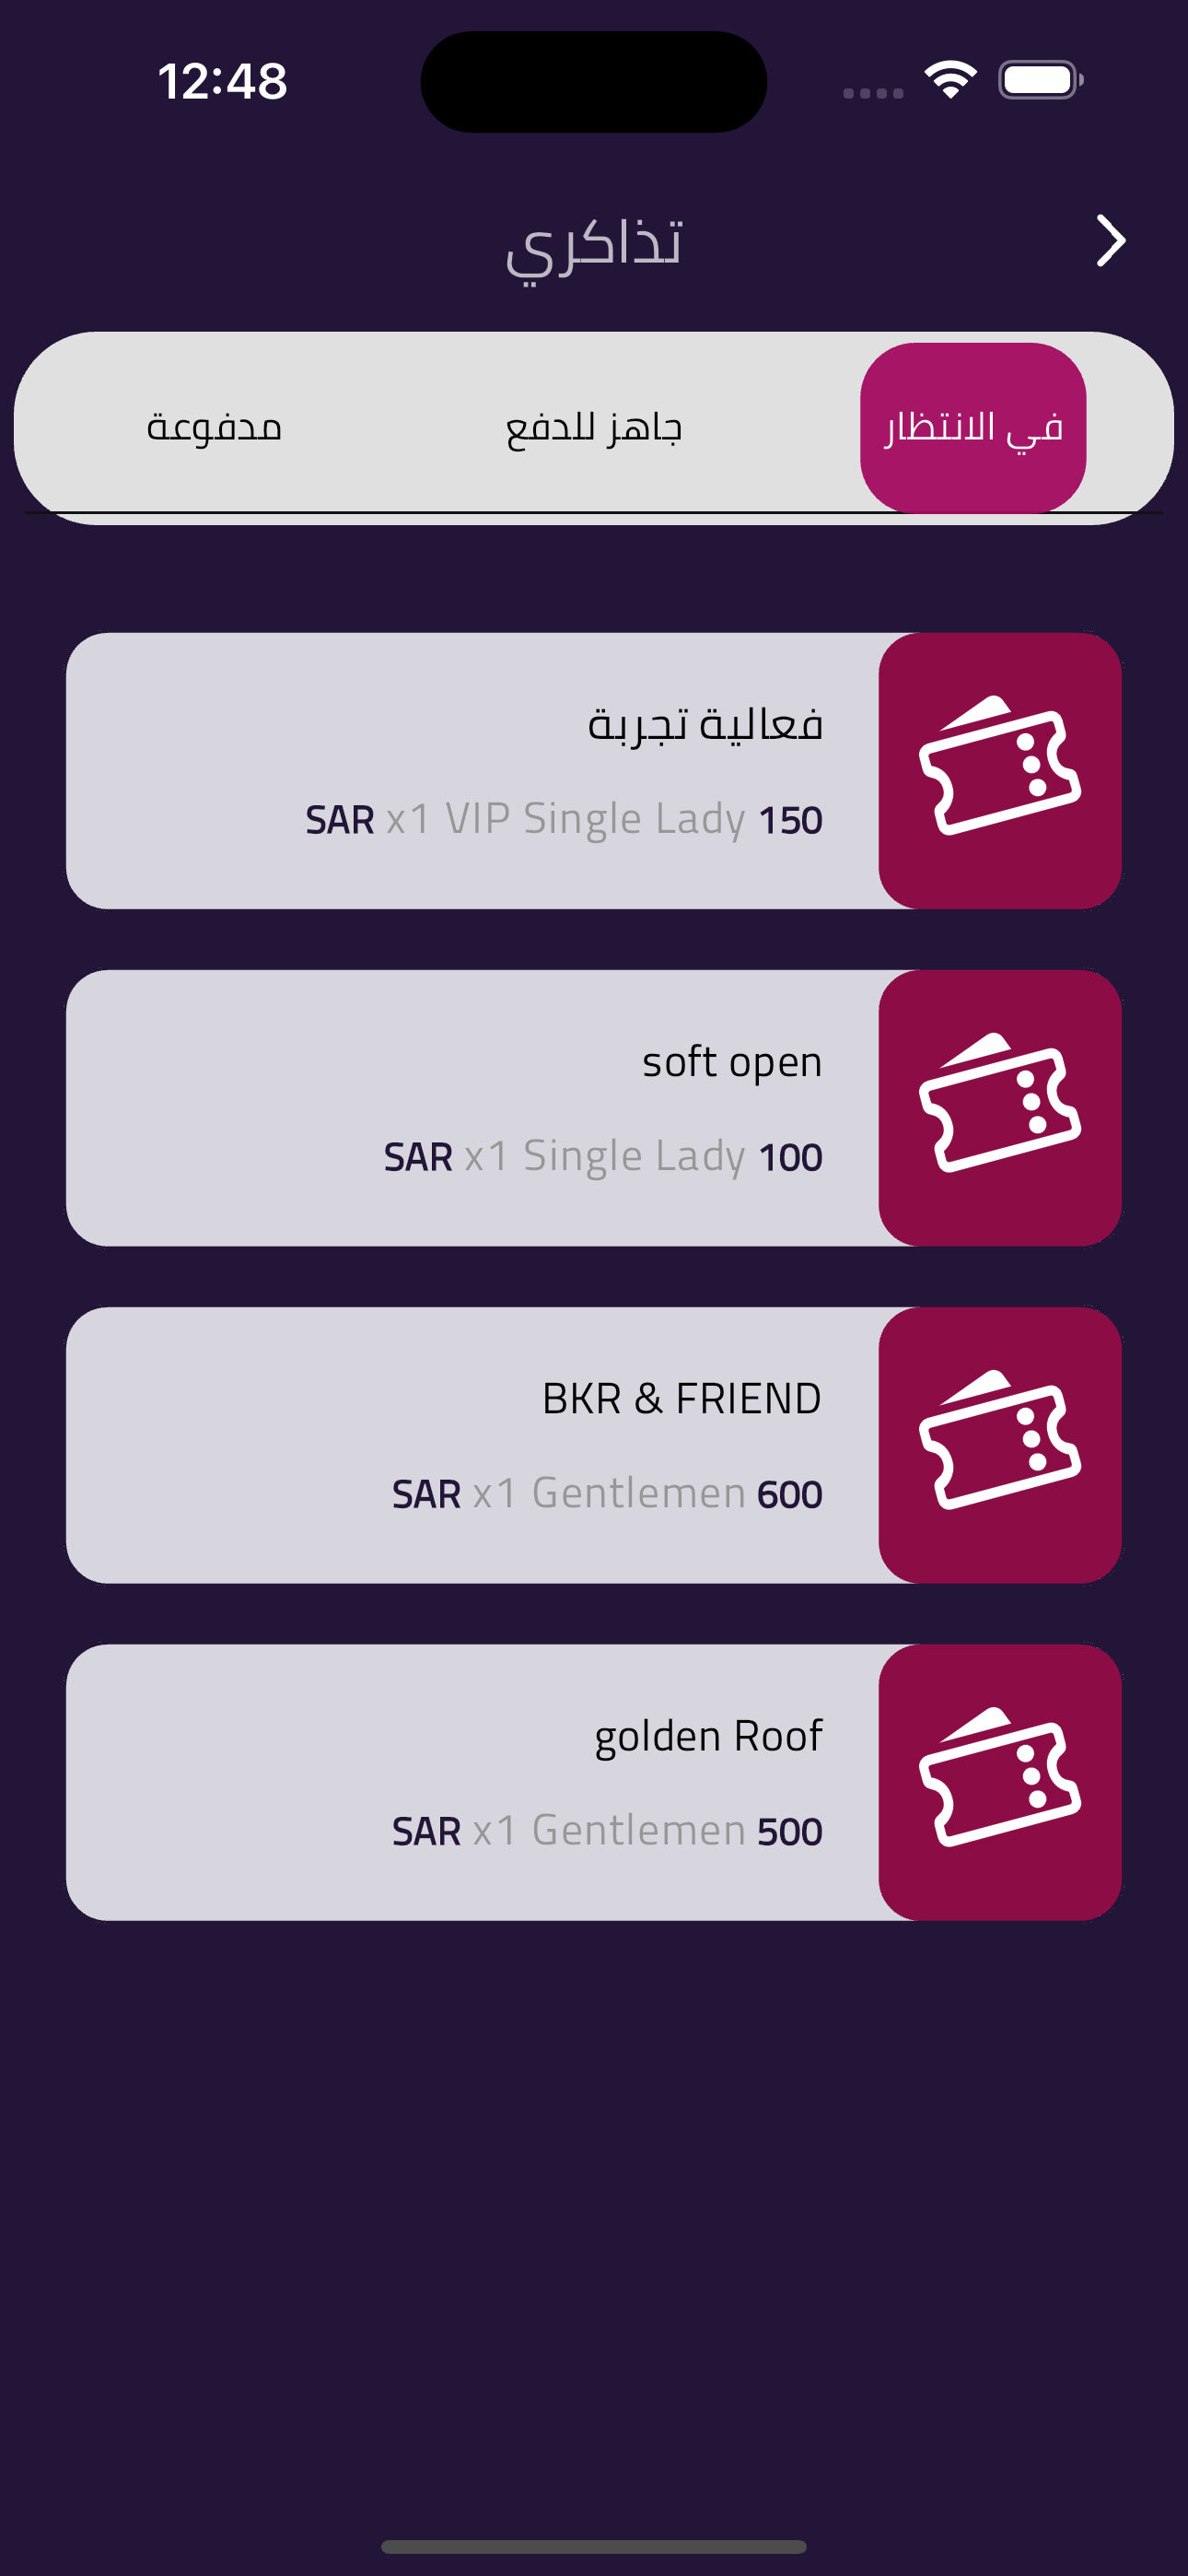 12:48
تذاكري
في الانتظار
جاهز للدفع
مدفوعة
فعالية تجربة
SAR x1 VIP Single Lady 150
soft open
SAR x1 Single Lady 100
BKR & FRIEND
SAR x1 Gentlemen 600
golden Roof
SAR x1 Gentlemen 500